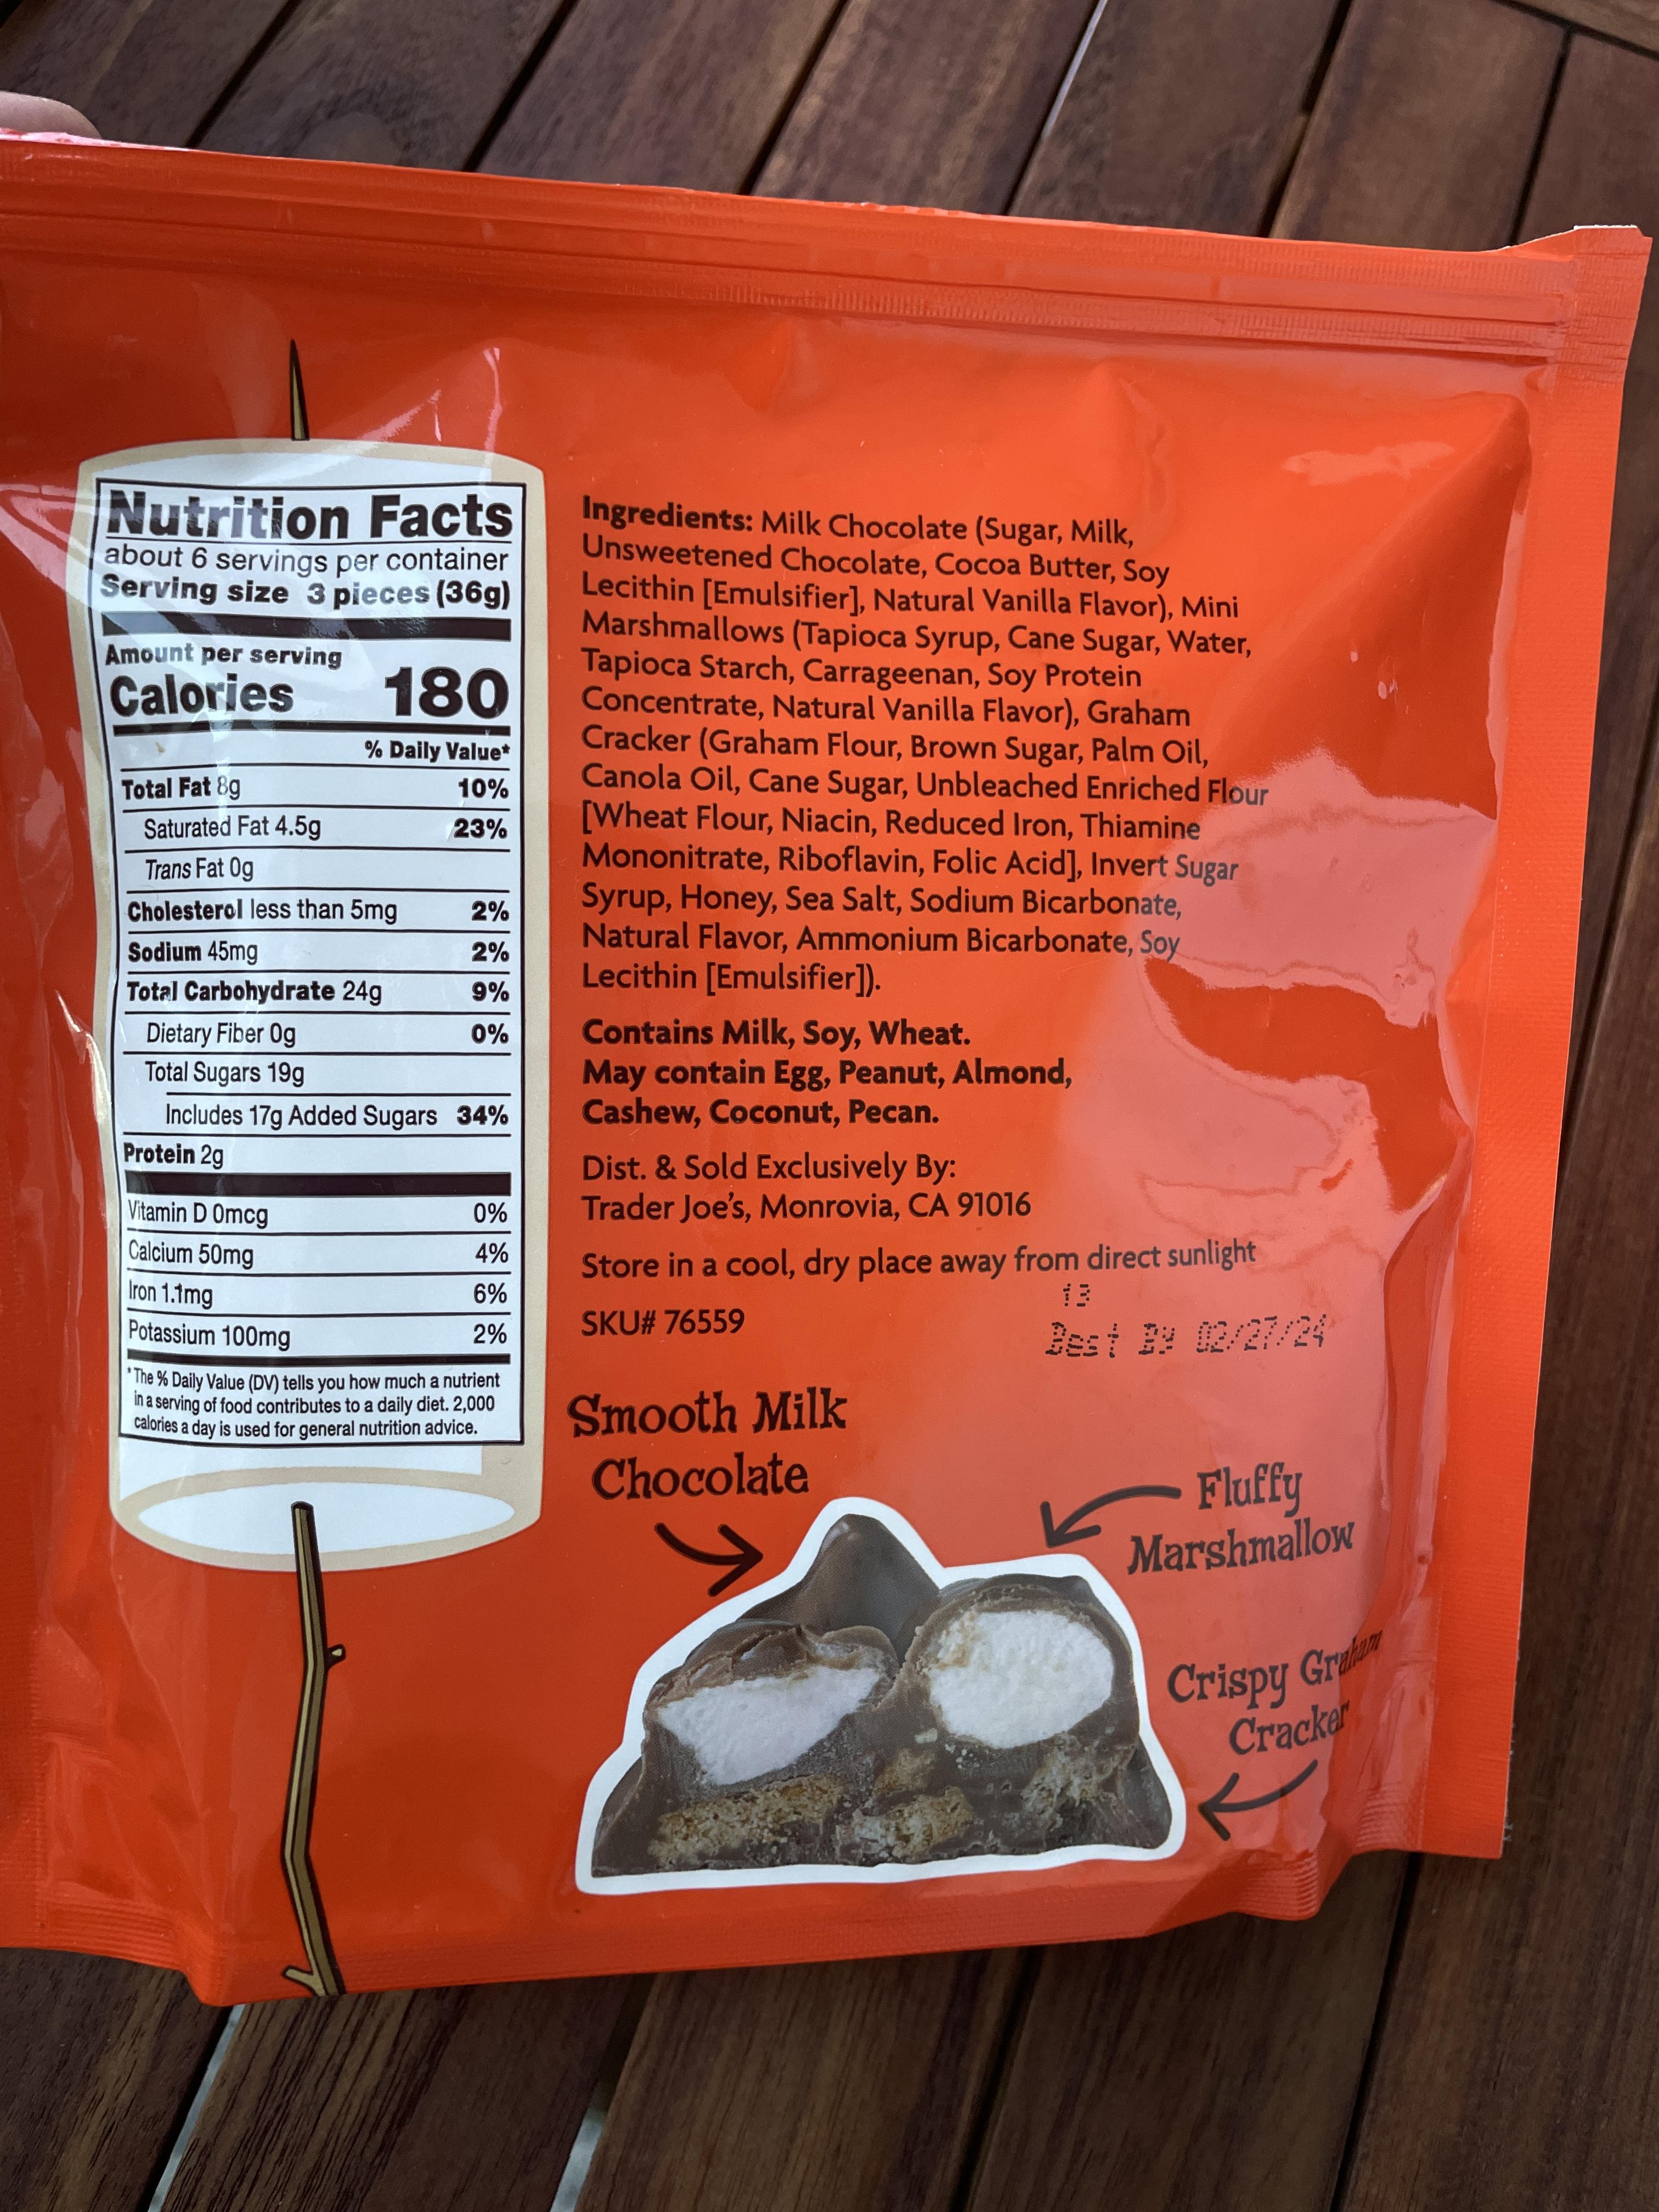 Nutrition Facts
about 6 servings per container
Serving size 3 pieces (36g)
Amount per serving
Calories 180
% Daily Value*
Total Fat 8g 10%
Saturated Fat 4.5g 23%
Trans Fat 0g
Cholesterol less than 5mg 2%
Sodium 45mg 2%
Total Carbohydrate 24g 9%
Dietary Fiber 0g 0%
Total Sugars 19g
Includes 17g Added Sugars 34%
Protein 2g
Vitamin D 0mcg 0%
Calcium 50mg 4%
Iron 1.1mg 6%
Potassium 100mg 2%
*The % Daily Value (DV) tells you how much a nutrient
in a serving of food contributes to a daily diet. 2,000
calories a day is used for general nutrition advice.
Ingredients: Milk Chocolate (Sugar, Milk,
Unsweetened Chocolate, Cocoa Butter, Soy
Lecithin [Emulsifier], Natural Vanilla Flavor), Mini
Marshmallows (Tapioca Syrup, Cane Sugar, Water,
Tapioca Starch, Carrageenan, Soy Protein
Concentrate, Natural Vanilla Flavor), Graham
Cracker (Graham Flour, Brown Sugar, Palm Oil,
Canola Oil, Cane Sugar, Unbleached Enriched Flour
[Wheat Flour, Niacin, Reduced Iron, Thiamine
Mononitrate, Riboflavin, Folic Acid], Invert Sugar
Syrup, Honey, Sea Salt, Sodium Bicarbonate,
Natural Flavor, Ammonium Bicarbonate, Soy
Lecithin [Emulsifier]).
Contains Milk, Soy, Wheat.
May contain Egg, Peanut, Almond,
Cashew, Coconut, Pecan.
Dist. & Sold Exclusively By:
Trader Joe's, Monrovia, CA 91016
Store in a cool, dry place away from direct sunlight
13
SKU# 76559
Best By 02/27/24
Smooth Milk
Chocolate
Fluffy
Marshmallow
Crispy Graham
Cracker